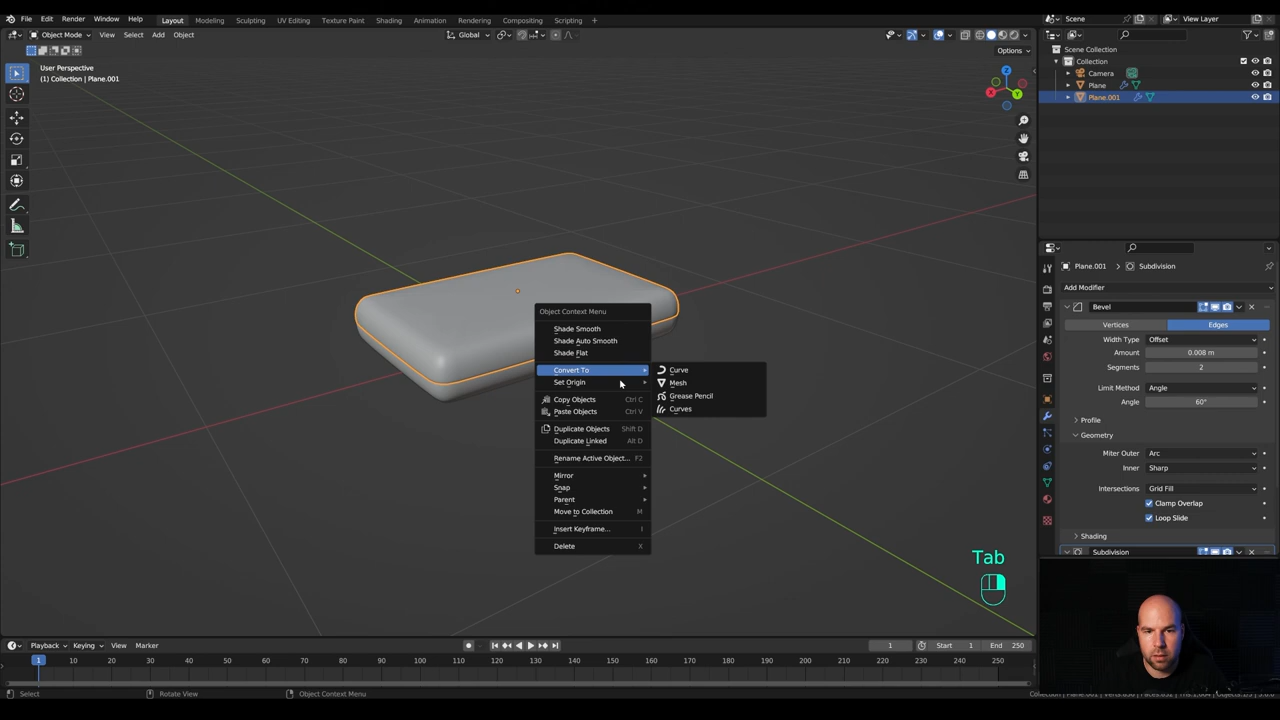 File Edit Render Window Help Layout Modeling Sculpting UV Editing Texture Paint Shading Animation Rendering Compositing Scripting + Scene View Layer
Object Mode View Select Add Object Global
Options
User Perspective
(1) Collection | Plane.001
Z
X
Y
Scene Collection
Collection
Camera
Plane
Plane.001
Plane.001 > Subdivision
Add Modifier
Bevel
Vertices Edges
Width Type Offset
Amount 0.008 m
Segments 2
Limit Method Angle
Angle 60°
Profile
Geometry
Miter Outer Arc
Inner Sharp
Intersections Grid Fill
Clamp Overlap
Loop Slide
Shading
Subdivision
Object Context Menu
Shade Smooth
Shade Auto Smooth
Shade Flat
Convert To
Set Origin
Copy Objects Ctrl C
Paste Objects Ctrl V
Duplicate Objects Shift D
Duplicate Linked Alt D
Rename Active Object... F2
Mirror
Snap
Parent
Move to Collection M
Insert Keyframe... I
Delete X
Curve
Mesh
Grease Pencil
Curves
Tab
Playback Keying View Marker 1 Start 1 End 250
1 10 20 30 40 50 60 70 80 90 100 110 120 130 140 150 160 170 180 190 200 210 220 230 240 250
Select Rotate View Object Context Menu